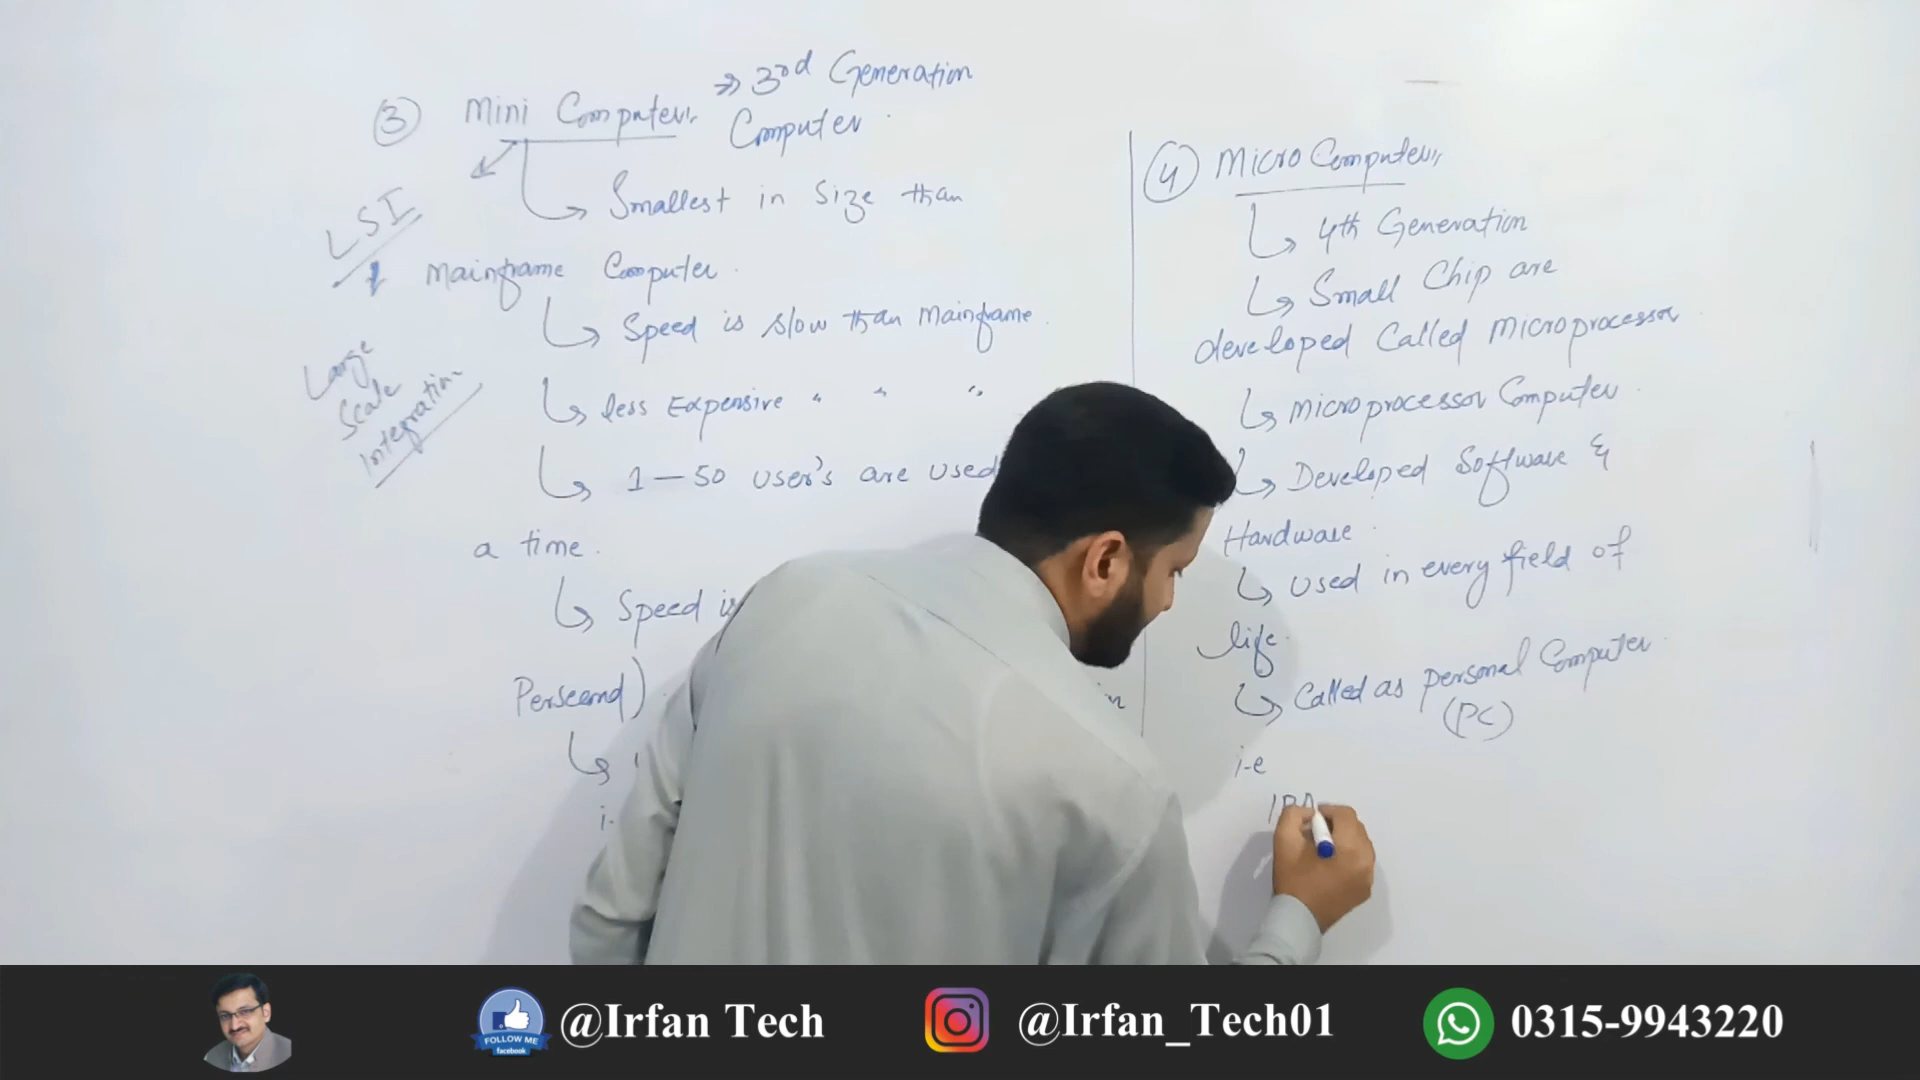 ③ Mini Computer,, → 3rd Generation
Computer.
Smallest in Size than
Mainframe Computer.
Speed is slow than Mainframe.
less Expensive " " "
1 – 50 user's are used
a time.
Speed is
Persecond)
i.
LSI
Large
Scale
Integration
④ Micro Computer,,
4th Generation
Small Chip are
developed Called Microprocessor
Microprocessor Computer.
Developed Software &
Hardware.
Used in every field of
life.
Called as Personal Computer.
(PC)
i-e
FOLLOW ME
facebook
@Irfan Tech
@Irfan_Tech01
0315-9943220